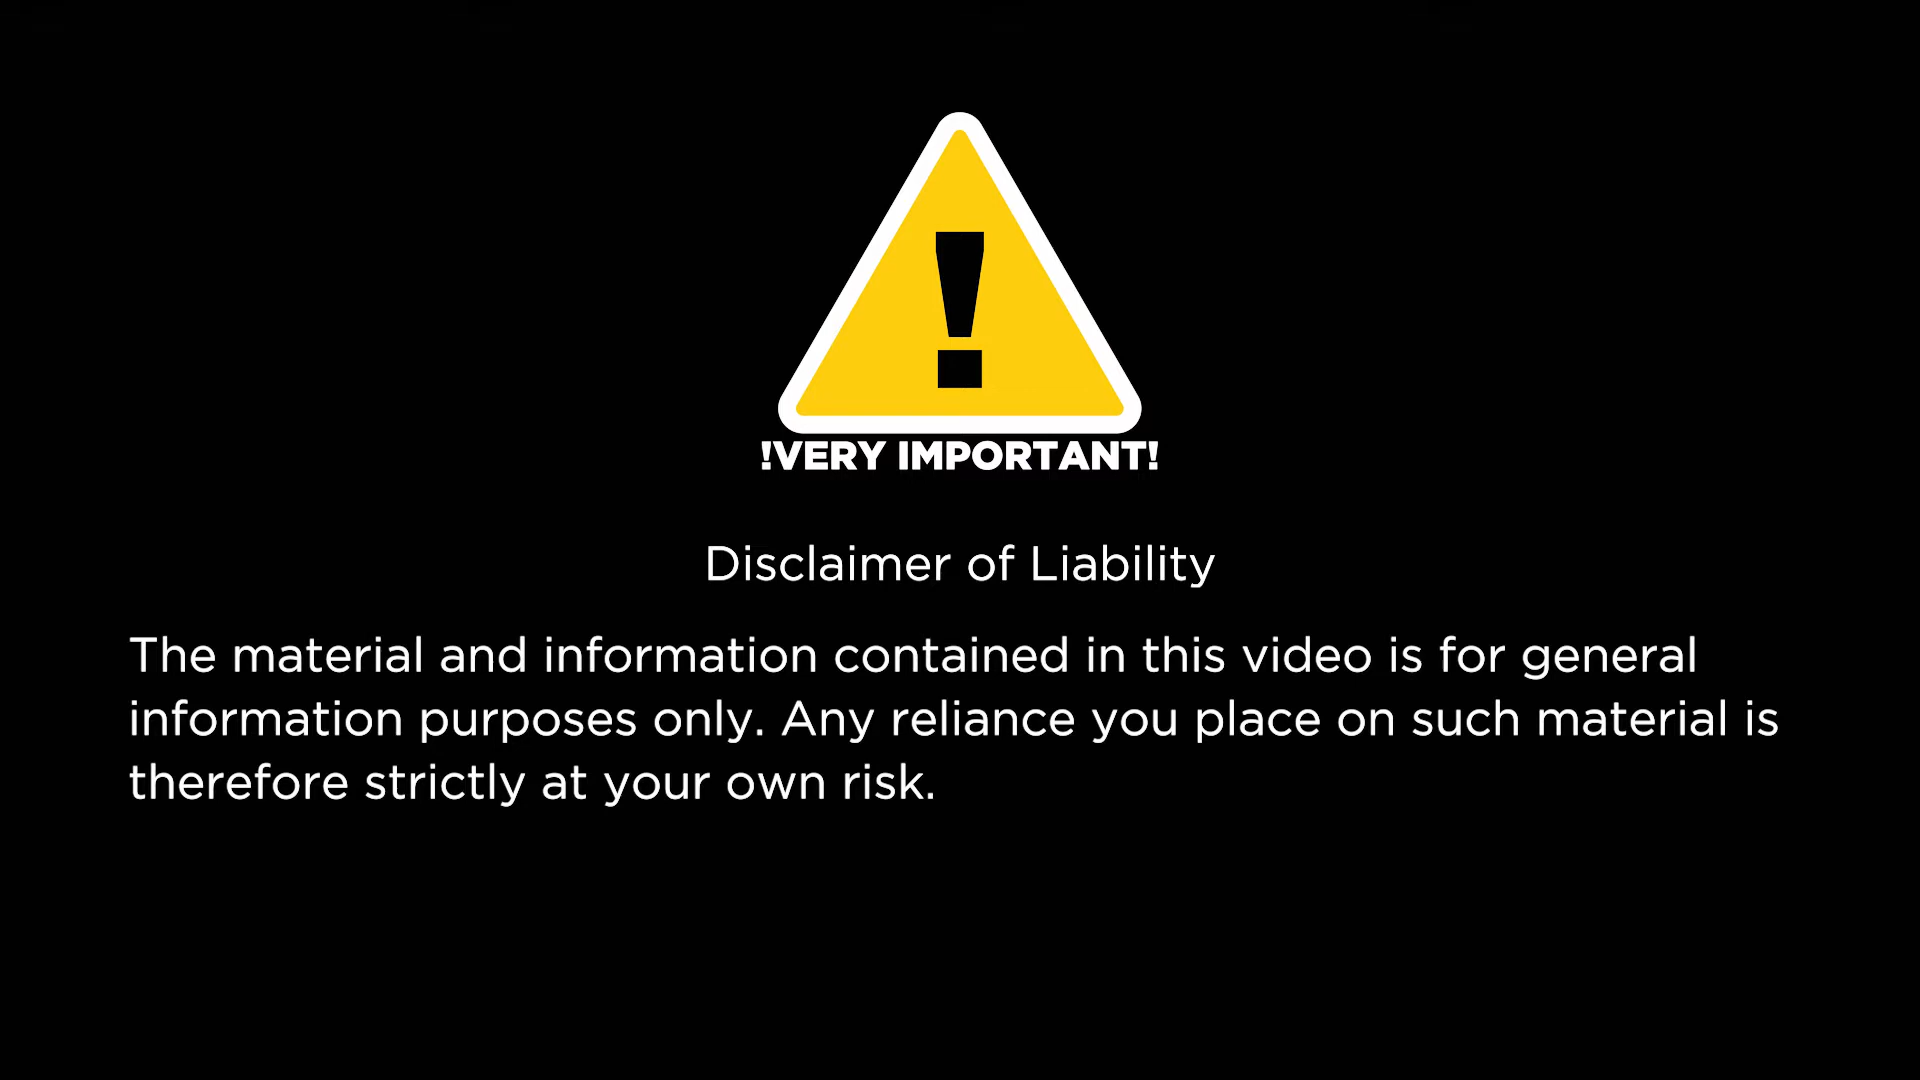 !
!VERY IMPORTANT!
Disclaimer of Liability
The material and information contained in this video is for general
information purposes only. Any reliance you place on such material is
therefore strictly at your own risk.